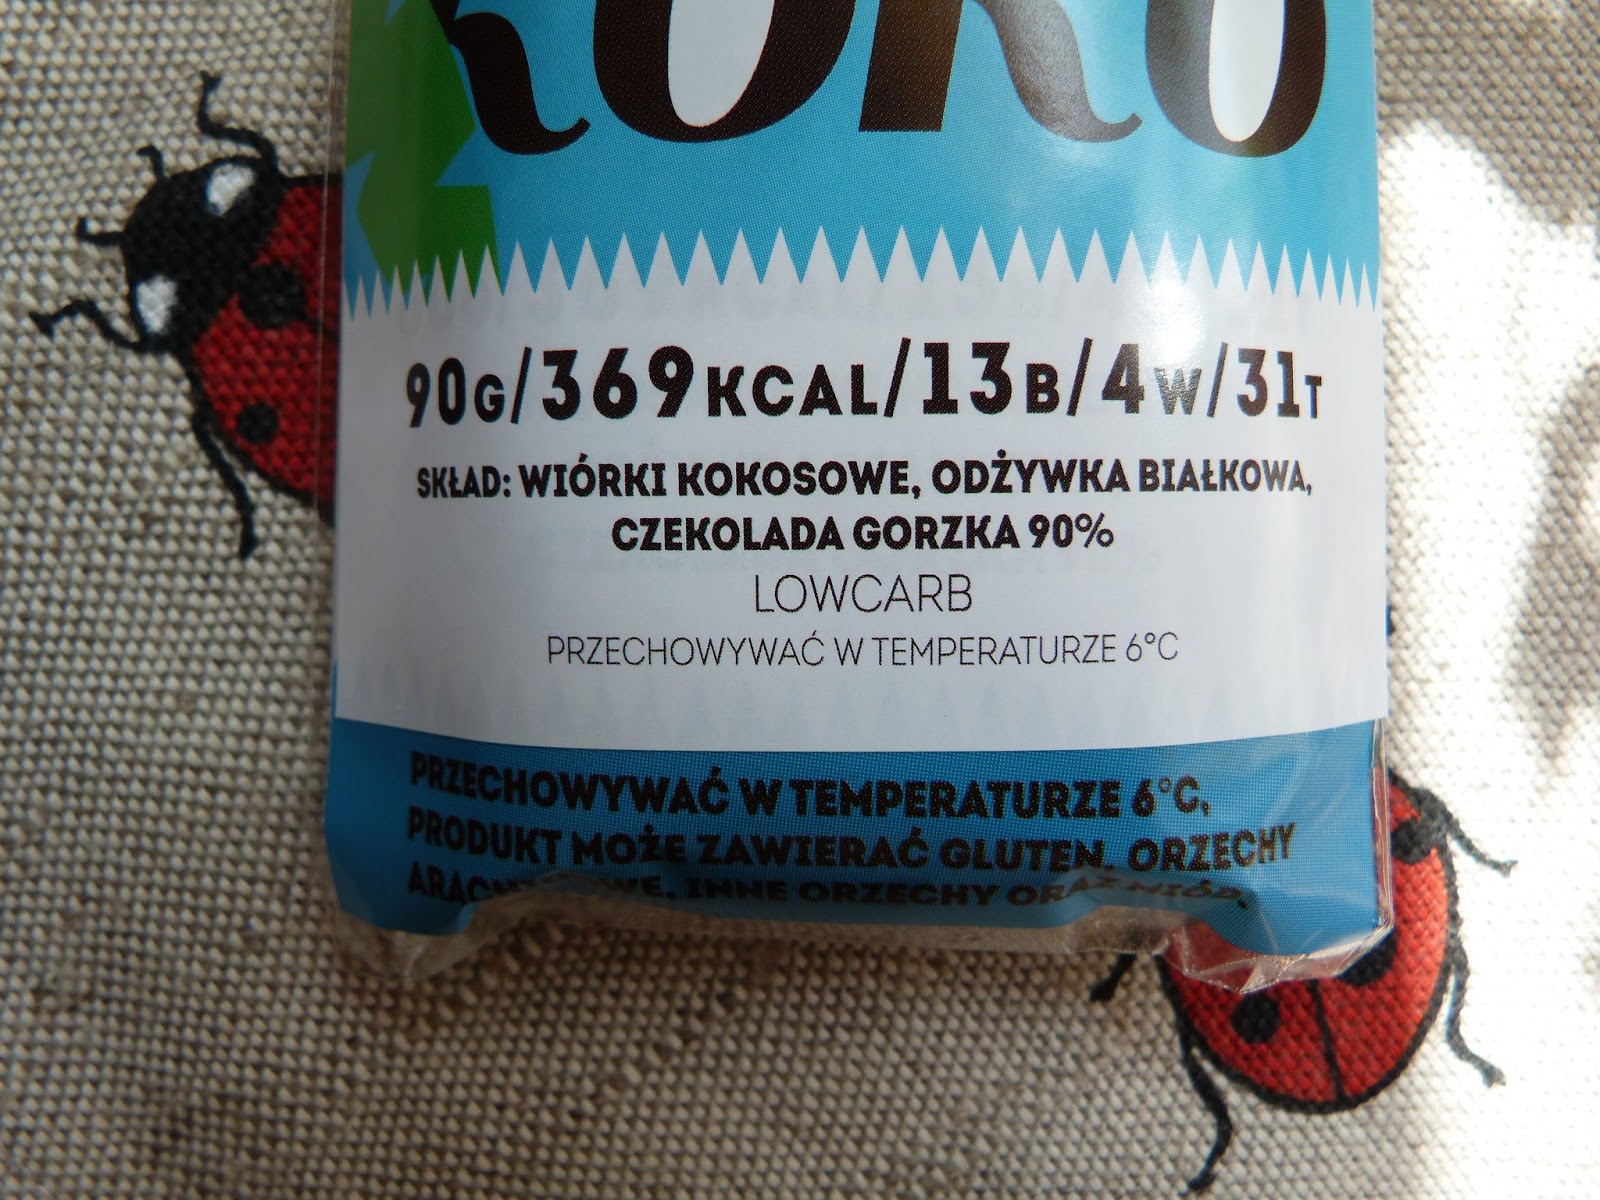 KOKO
90G/369KCAL/13B/4W/31T
SKŁAD: WIÓRKI KOKOSOWE, ODŻYWKA BIAŁKOWA,
CZEKOLADA GORZKA 90%
LOWCARB
PRZECHOWYWAĆ W TEMPERATURZE 6°C
PRZECHOWYWAĆ W TEMPERATURZE 6°C,
PRODUKT MOŻE ZAWIERAĆ GLUTEN, ORZECHY
INNE ORZECHY ORAZ MIÓD.